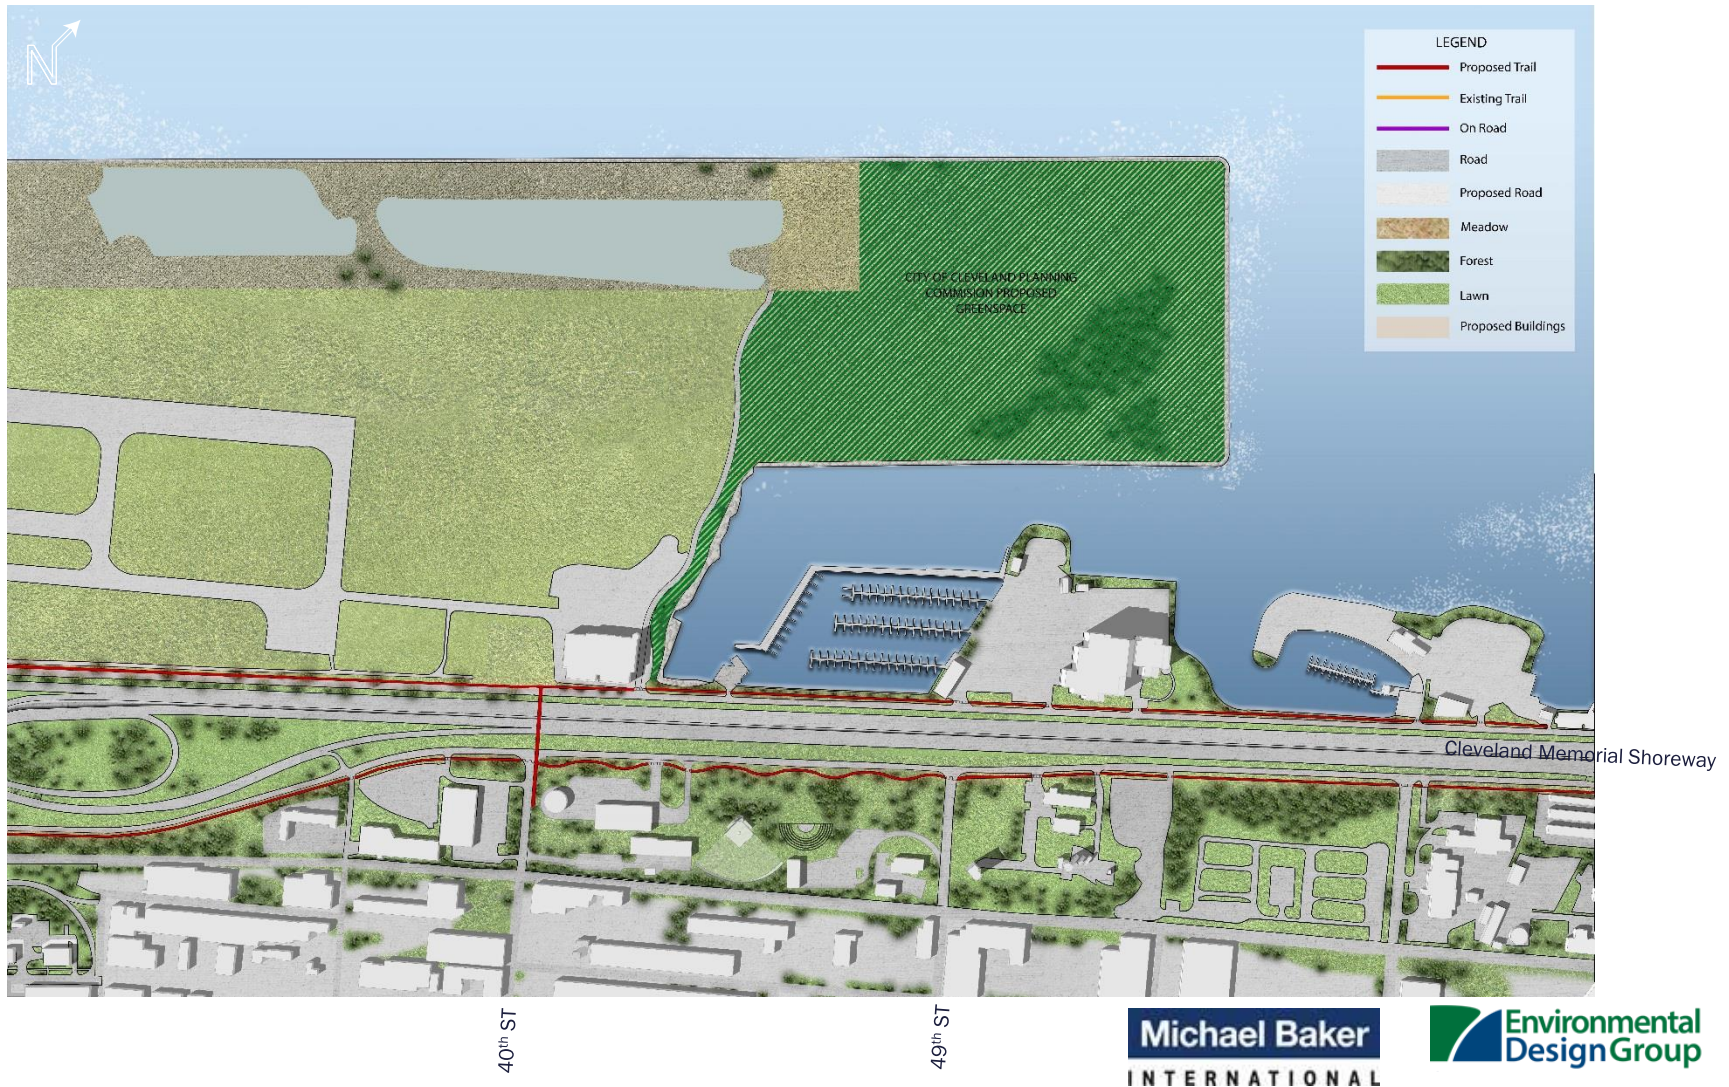 N
LEGEND
Proposed Trail
Existing Trail
On Road
Road
Proposed Road
Meadow
Forest
Lawn
Proposed Buildings
CITY OF CLEVELAND PLANNING
COMMISION PROPOSED
GREENSPACE
Cleveland Memorial Shoreway
40th ST
49th ST
Michael Baker
INTERNATIONAL
Environmental
Design Group